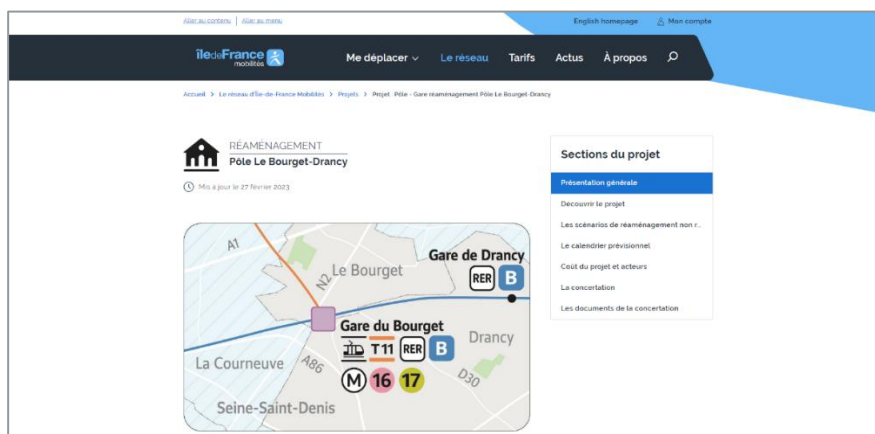 Aller au contenu | Aller au menu
English homepage
Mon compte
îledeFrance
mobilités
Me déplacer
Le réseau
Tarifs
Actus
À propos
Accueil > Le réseau d'Île-de-France Mobilités > Projets > Projet : Pôle - Gare réaménagement Pôle Le Bourget-Drancy
RÉAMÉNAGEMENT
Pôle Le Bourget-Drancy
Mis à jour le 27 février 2023
Sections du projet
Présentation générale
Découvrir le projet
Les scénarios de réaménagement non r...
Le calendrier prévisionnel
Coût du projet et acteurs
La concertation
Les documents de la concertation
A1
N2
Le Bourget
Gare de Drancy
RER B
Gare du Bourget
T11 RER B
M 16 17
Drancy
La Courneuve
A86
D30
Seine-Saint-Denis